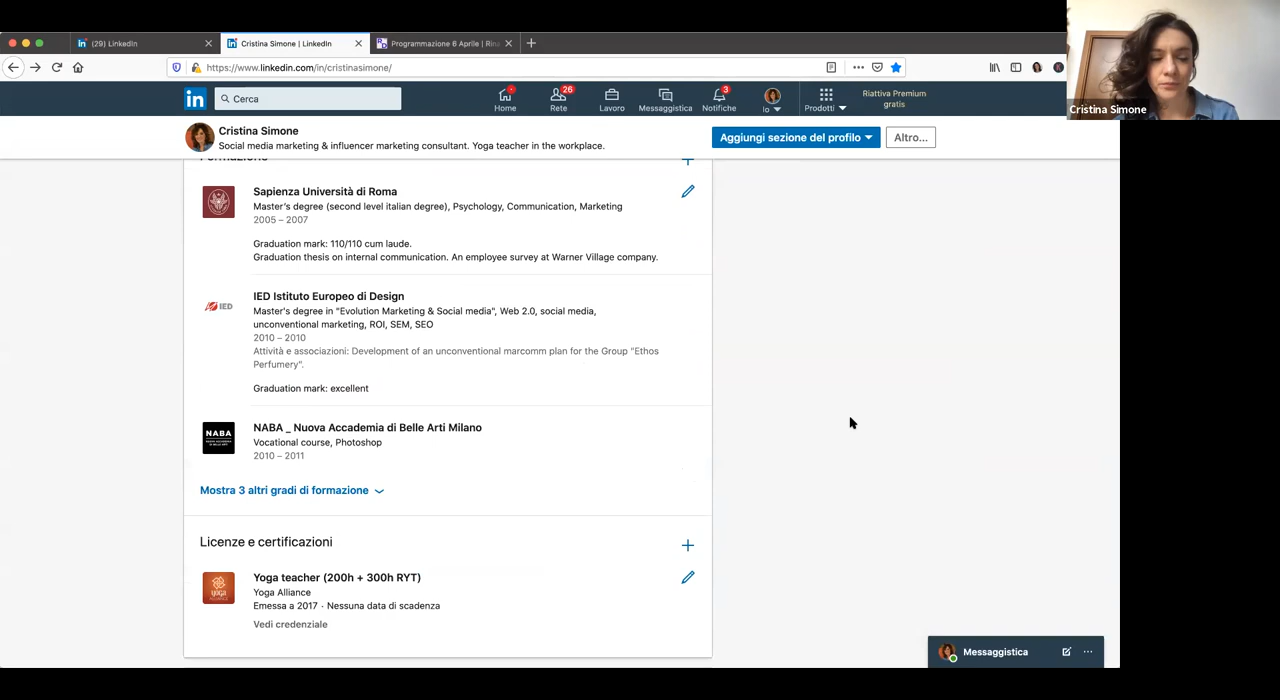 (29) LinkedIn
Cristina Simone | LinkedIn
Programmazione 6 Aprile | Rina
https://www.linkedin.com/in/cristinasimone/
in
Cerca
Home
26
Rete
Lavoro
Messaggistica
3
Notifiche
Io
Prodotti
Riattiva Premium
gratis
Cristina Simone
Cristina Simone
Social media marketing & influencer marketing consultant. Yoga teacher in the workplace.
Aggiungi sezione del profilo
Altro...
Formazione
Sapienza Università di Roma
Master's degree (second level italian degree), Psychology, Communication, Marketing
2005 – 2007
Graduation mark: 110/110 cum laude.
Graduation thesis on internal communication. An employee survey at Warner Village company.
IED
IED Istituto Europeo di Design
Master's degree in "Evolution Marketing & Social media", Web 2.0, social media,
unconventional marketing, ROI, SEM, SEO
2010 – 2010
Attività e associazioni: Development of an unconventional marcomm plan for the Group "Ethos
Perfumery".
Graduation mark: excellent
NABA
NABA _ Nuova Accademia di Belle Arti Milano
Vocational course, Photoshop
2010 – 2011
Mostra 3 altri gradi di formazione
Licenze e certificazioni
yoga
Yoga teacher (200h + 300h RYT)
Yoga Alliance
Emessa a 2017 · Nessuna data di scadenza
Vedi credenziale
Messaggistica